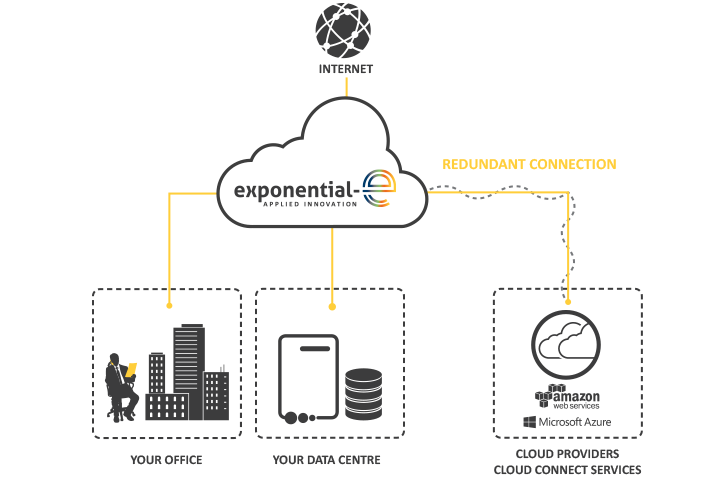 INTERNET
REDUNDANT CONNECTION
exponential-e
APPLIED INNOVATION
amazon
web services
Microsoft Azure
YOUR OFFICE
YOUR DATA CENTRE
CLOUD PROVIDERS
CLOUD CONNECT SERVICES